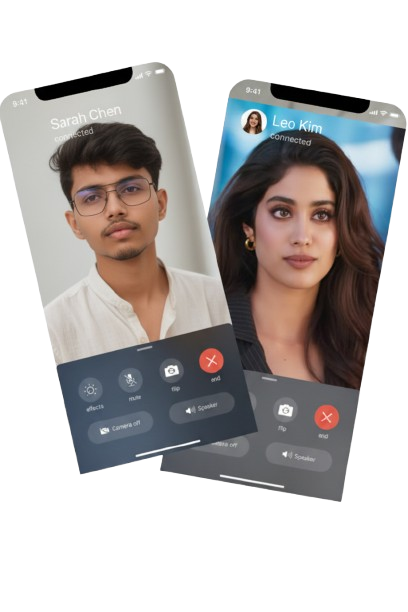 9:41
Sarah Chen
connected
effects
mute
flip
end
Camera off
Speaker
9:41
Leo Kim
connected
flip
end
off
Speaker